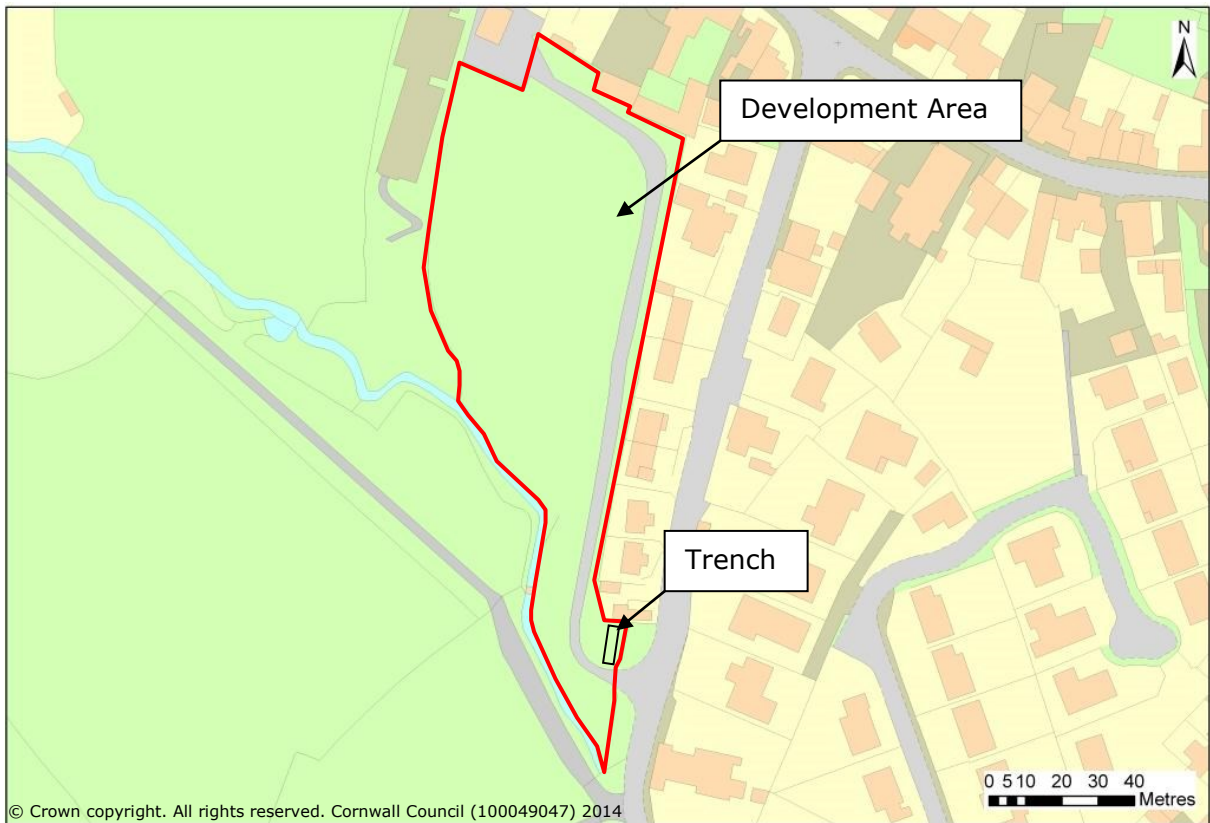 N
Development Area
Trench
0 5 10 20 30 40
Metres
© Crown copyright. All rights reserved. Cornwall Council (100049047) 2014